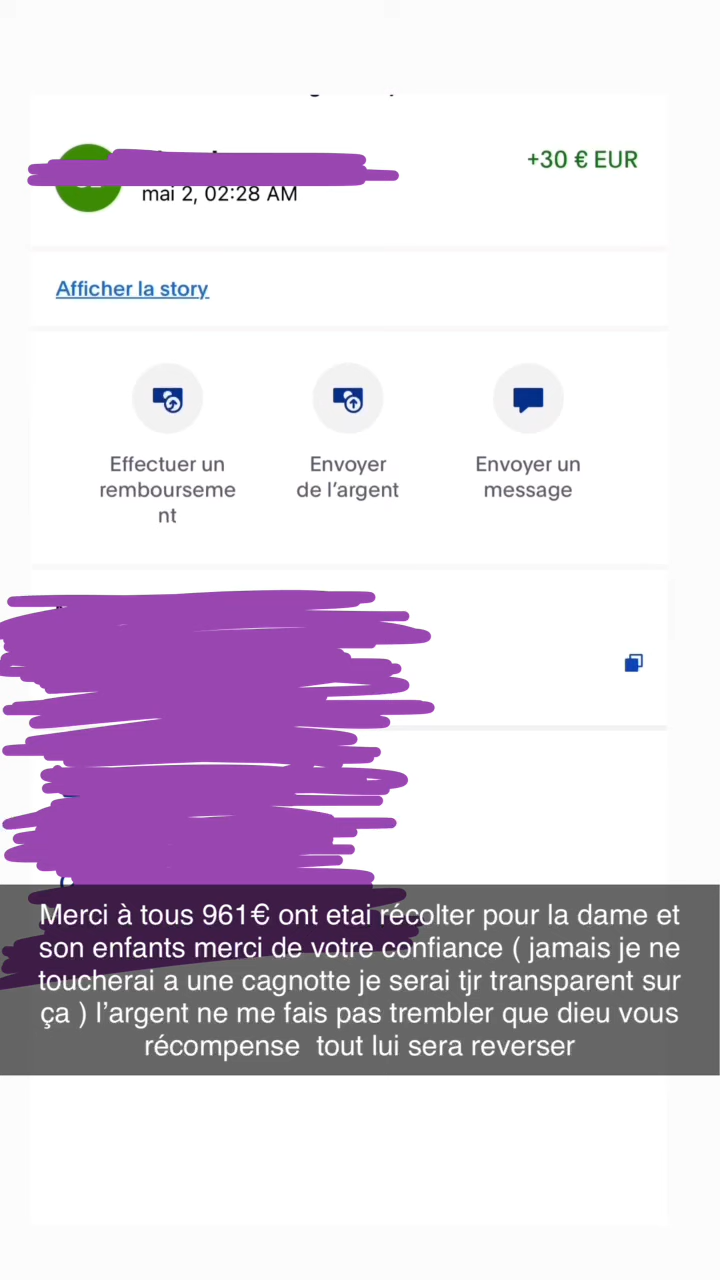 +30 € EUR
mai 2, 02:28 AM
Afficher la story
Effectuer un
rembourseme
nt
Envoyer
de l’argent
Envoyer un
message
Merci à tous 961€ ont etai récolter pour la dame et
son enfants merci de votre confiance ( jamais je ne
toucherai a une cagnotte je serai tjr transparent sur
ça ) l’argent ne me fais pas trembler que dieu vous
récompense  tout lui sera reverser